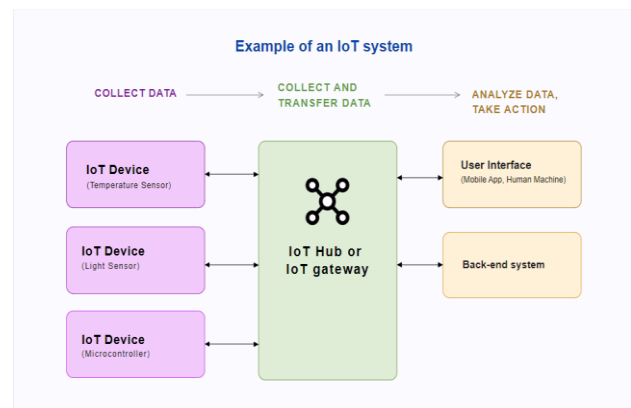 Example of an IoT system
COLLECT DATA
COLLECT AND
TRANSFER DATA
ANALYZE DATA,
TAKE ACTION
IoT Device
(Temperature Sensor)
IoT Device
(Light Sensor)
IoT Device
(Microcontroller)
IoT Hub or
IoT gateway
User Interface
(Mobile App, Human Machine)
Back-end system